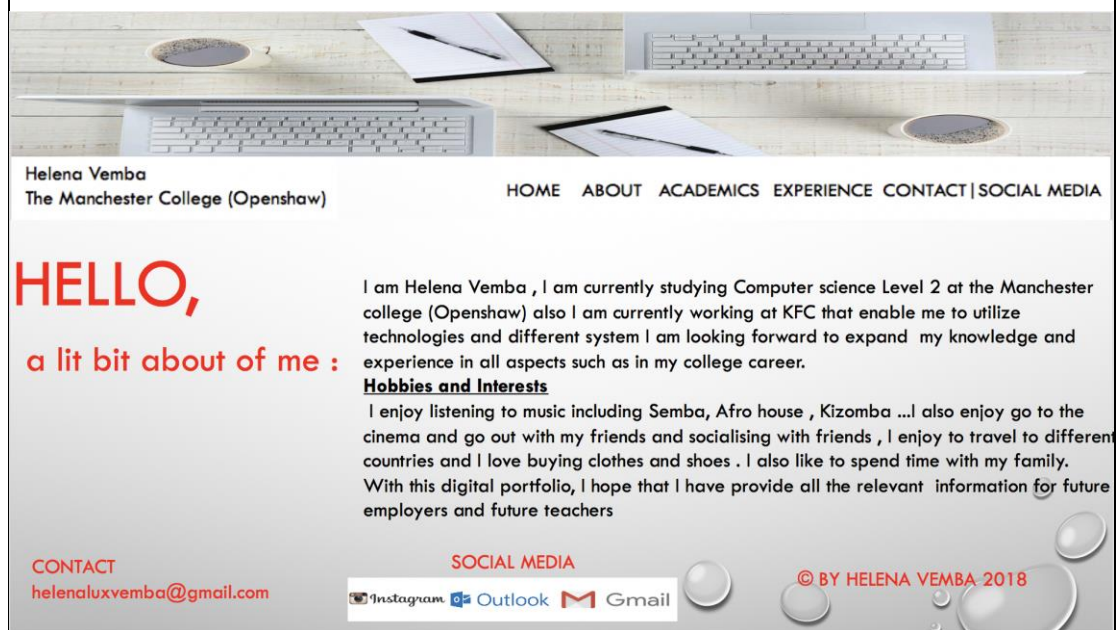 Helena Vemba
The Manchester College (Openshaw)
HOME ABOUT ACADEMICS EXPERIENCE CONTACT|SOCIAL MEDIA
HELLO,
a lit bit about of me :
I am Helena Vemba , I am currently studying Computer science Level 2 at the Manchester
college (Openshaw) also I am currently working at KFC that enable me to utilize
technologies and different system I am looking forward to expand my knowledge and
experience in all aspects such as in my college career.
Hobbies and Interests
I enjoy listening to music including Semba, Afro house , Kizomba ...I also enjoy go to the
cinema and go out with my friends and socialising with friends , I enjoy to travel to different
countries and I love buying clothes and shoes . I also like to spend time with my family.
With this digital portfolio, I hope that I have provide all the relevant information for future
employers and future teachers
CONTACT
helenaluxvemba@gmail.com
SOCIAL MEDIA
Instagram Outlook Gmail
© BY HELENA VEMBA 2018